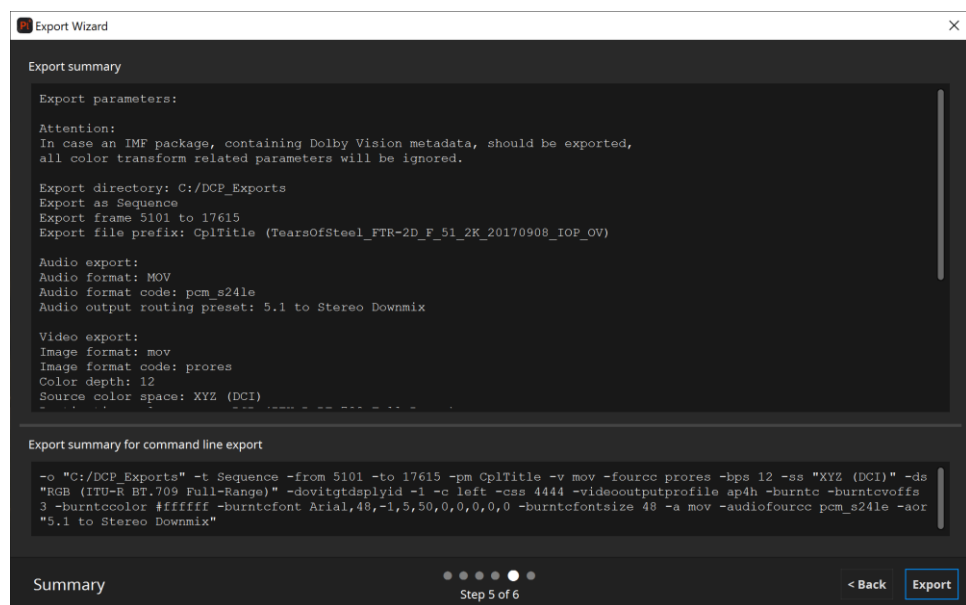 Export Wizard
Export summary
Export parameters:
Attention:
In case an IMF package, containing Dolby Vision metadata, should be exported,
all color transform related parameters will be ignored.
Export directory: C:/DCP_Exports
Export as Sequence
Export frame 5101 to 17615
Export file prefix: CplTitle (TearsOfSteel_FTR-2D_F_51_2K_20170908_IOP_OV)
Audio export:
Audio format: MOV
Audio format code: pcm_s24le
Audio output routing preset: 5.1 to Stereo Downmix
Video export:
Image format: mov
Image format code: prores
Color depth: 12
Source color space: XYZ (DCI)
Export summary for command line export
-o "C:/DCP_Exports" -t Sequence -from 5101 -to 17615 -pm CplTitle -v mov -fourcc prores -bps 12 -ss "XYZ (DCI)" -ds
"RGB (ITU-R BT.709 Full-Range)" -dovitgtdsplyid -1 -c left -css 4444 -videooutputprofile ap4h -burntc -burntcvoffs
3 -burntccolor #ffffff -burntcfont Arial,48,-1,5,50,0,0,0,0,0 -burntcfontsize 48 -a mov -audiofourcc pcm_s24le -aor
"5.1 to Stereo Downmix"
Summary
Step 5 of 6
< Back
Export